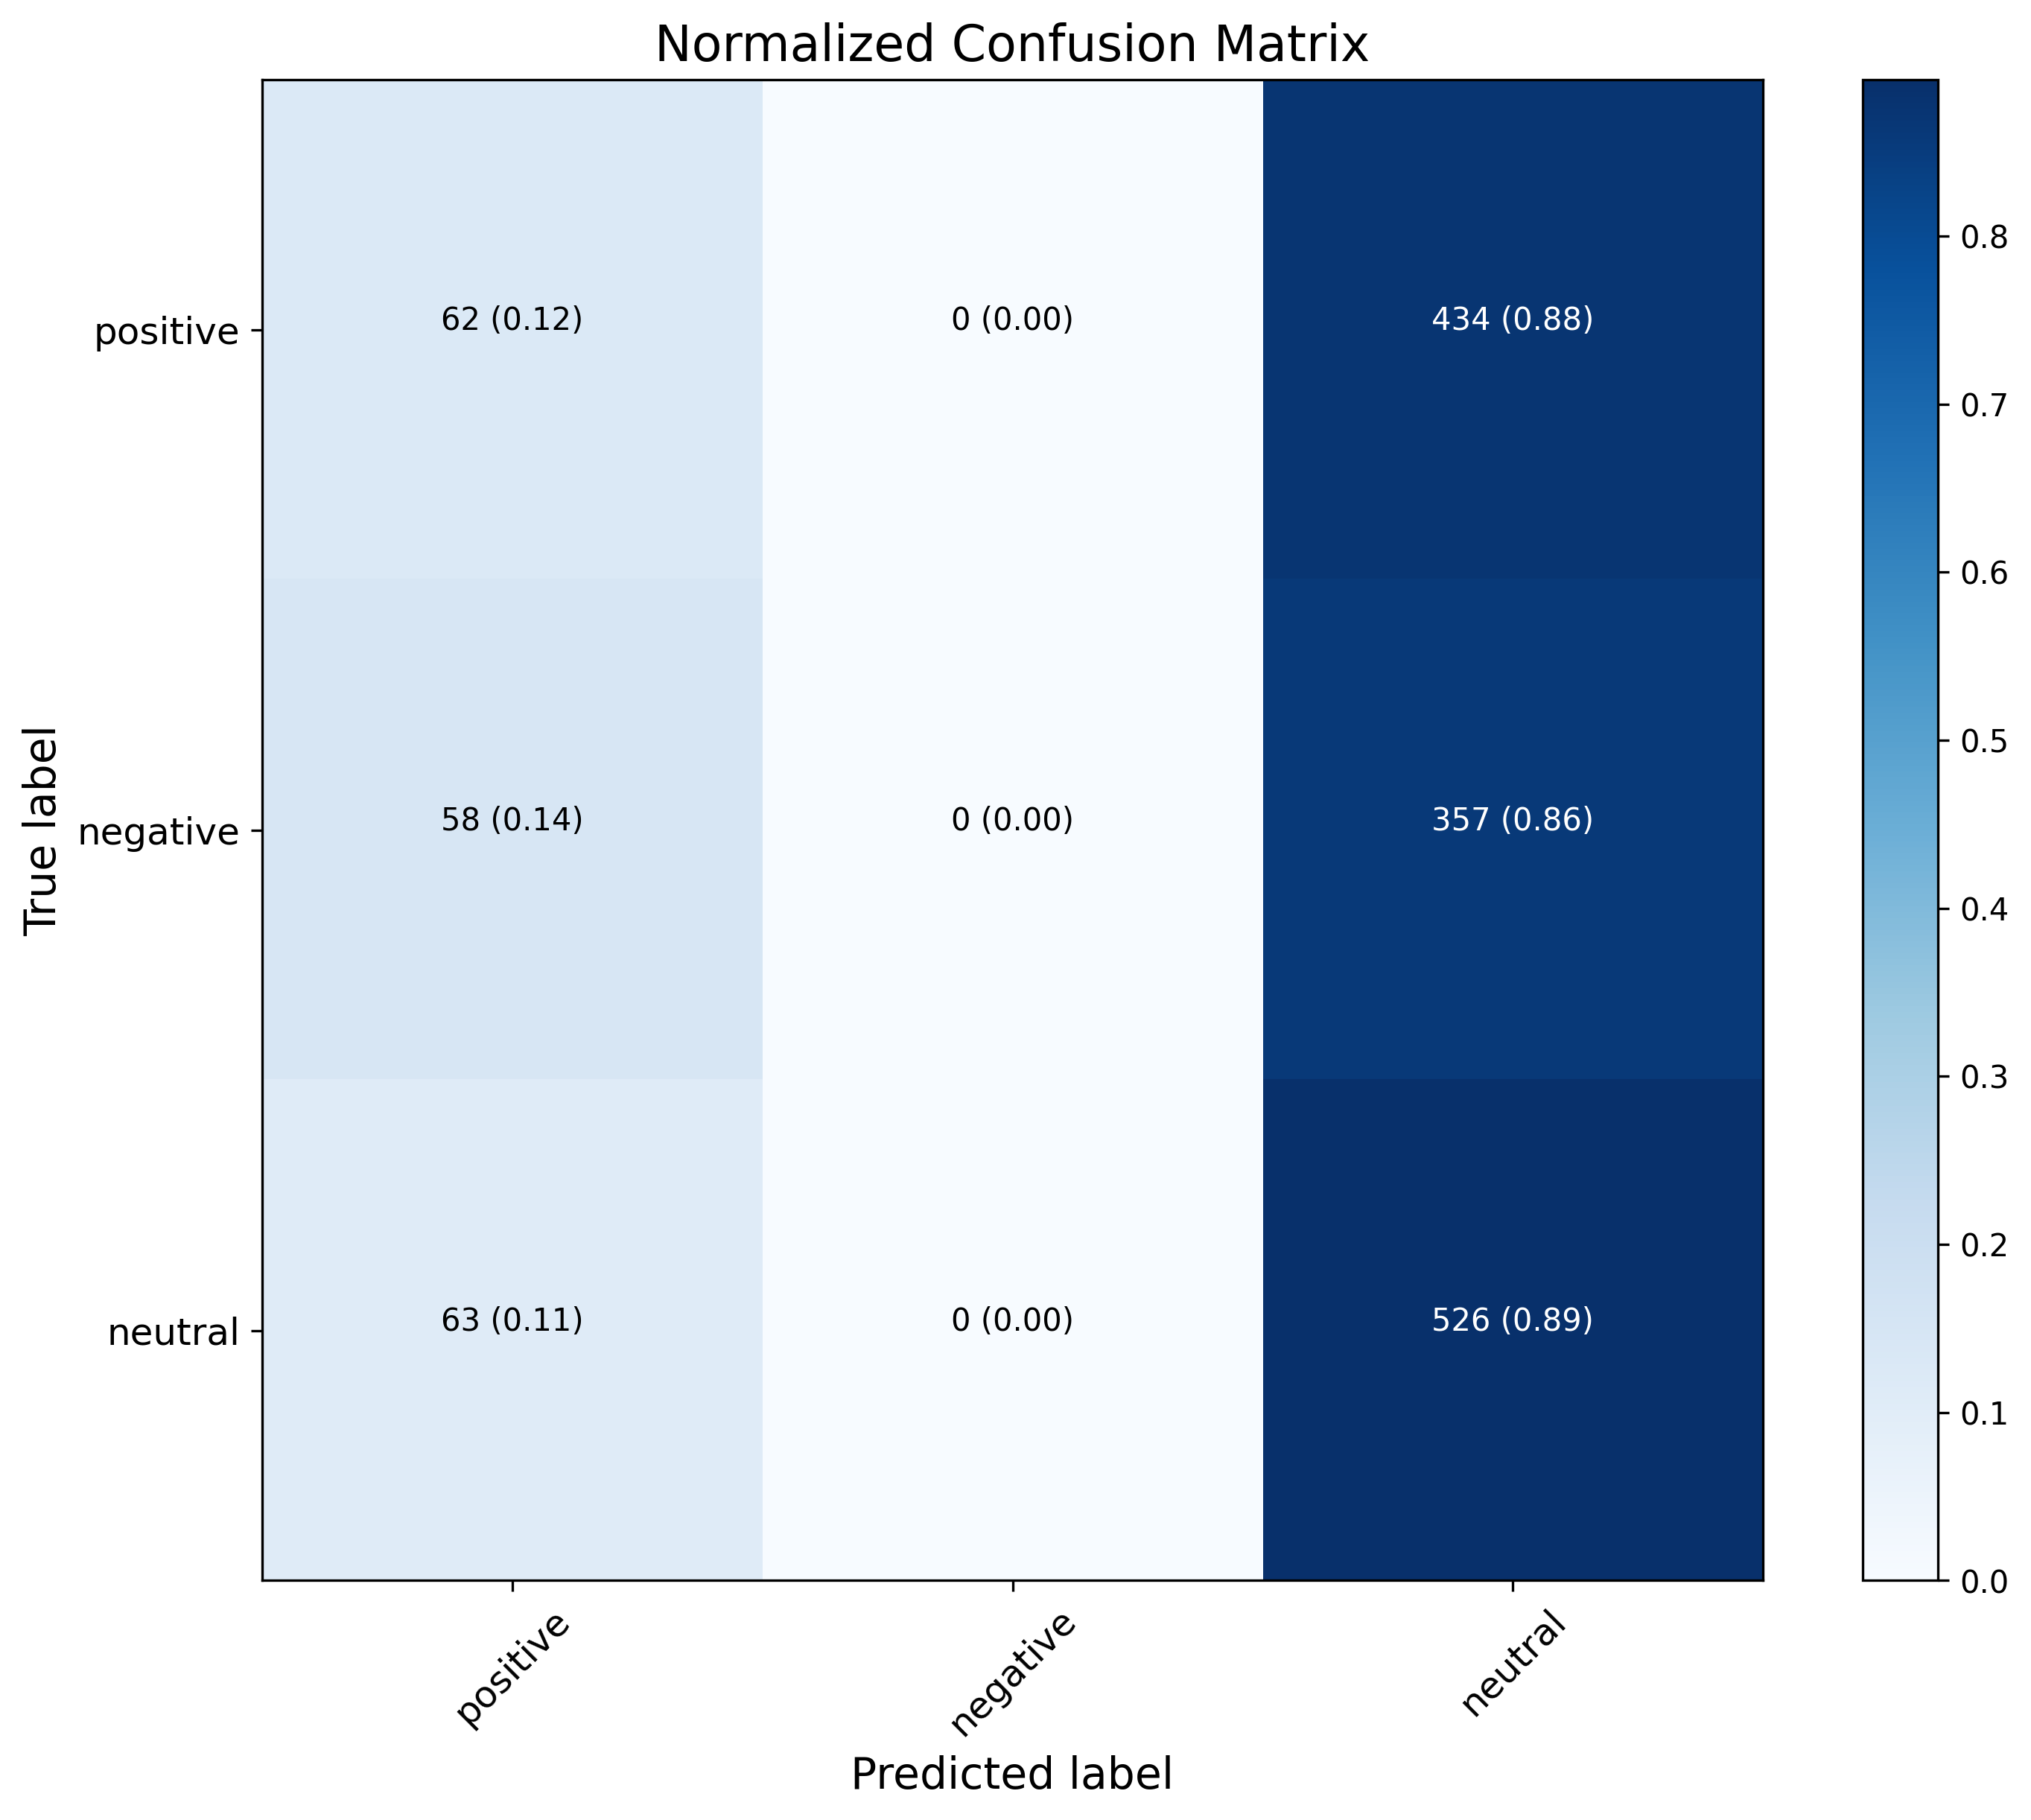 Normalized Confusion Matrix
True label
positive
62 (0.12)
0 (0.00)
434 (0.88)
negative
58 (0.14)
0 (0.00)
357 (0.86)
neutral
63 (0.11)
0 (0.00)
526 (0.89)
positive
negative
neutral
Predicted label
0.8
0.7
0.6
0.5
0.4
0.3
0.2
0.1
0.0